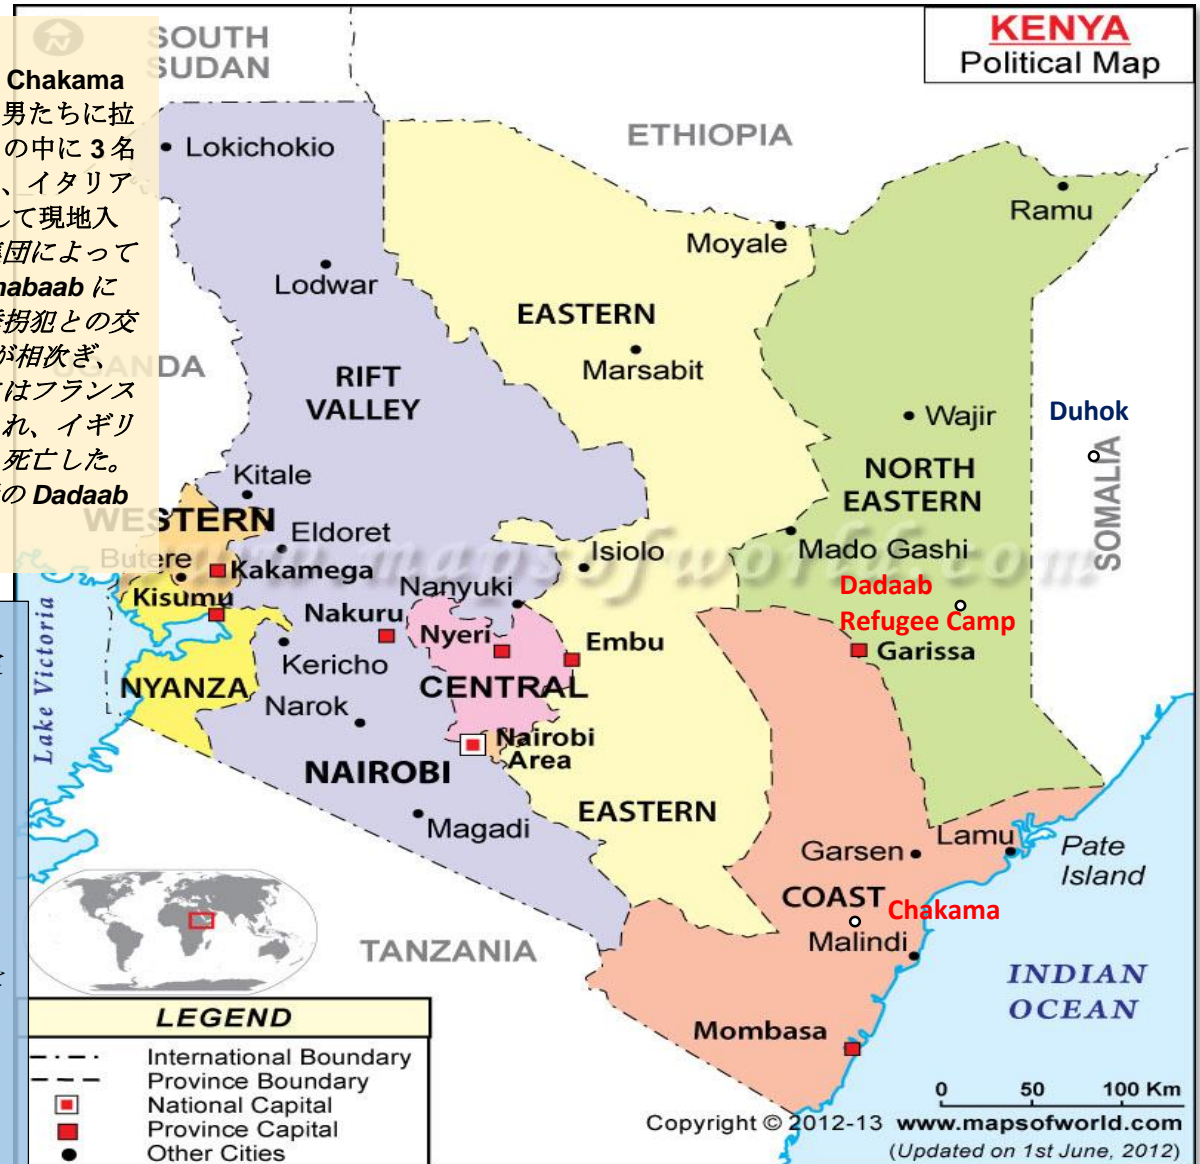 KENYA
Political Map
SOUTH
SUDAN
Chakama
男たちに拉
の中に 3 名
、イタリア
して現地入
集団によって
habaab に
誘拐犯との交
が相次ぎ、
はフランス
れ、イギリ
死亡した。
の Dadaab
ETHIOPIA
Lokichokio
Ramu
Moyale
Lodwar
EASTERN
Marsabit
UGANDA
RIFT
VALLEY
Wajir
Duhok
SOMALIA
NORTH
EASTERN
Kitale
WESTERN
Eldoret
Butere
Kakamega
Isiolo
Mado Gashi
www.mapsofworld.com
Kisumu
Nanyuki
Dadaab
Refugee Camp
Nakuru
Nyeri
Embu
Garissa
Kericho
Lake Victoria
NYANZA
CENTRAL
Narok
Nairobi
Area
NAIROBI
EASTERN
Magadi
Garsen
Lamu
Pate
Island
COAST
Chakama
Malindi
TANZANIA
INDIAN
OCEAN
Mombasa
LEGEND
International Boundary
Province Boundary
National Capital
Province Capital
Other Cities
0 50 100 Km
Copyright © 2012-13 www.mapsofworld.com
(Updated on 1st June, 2012)